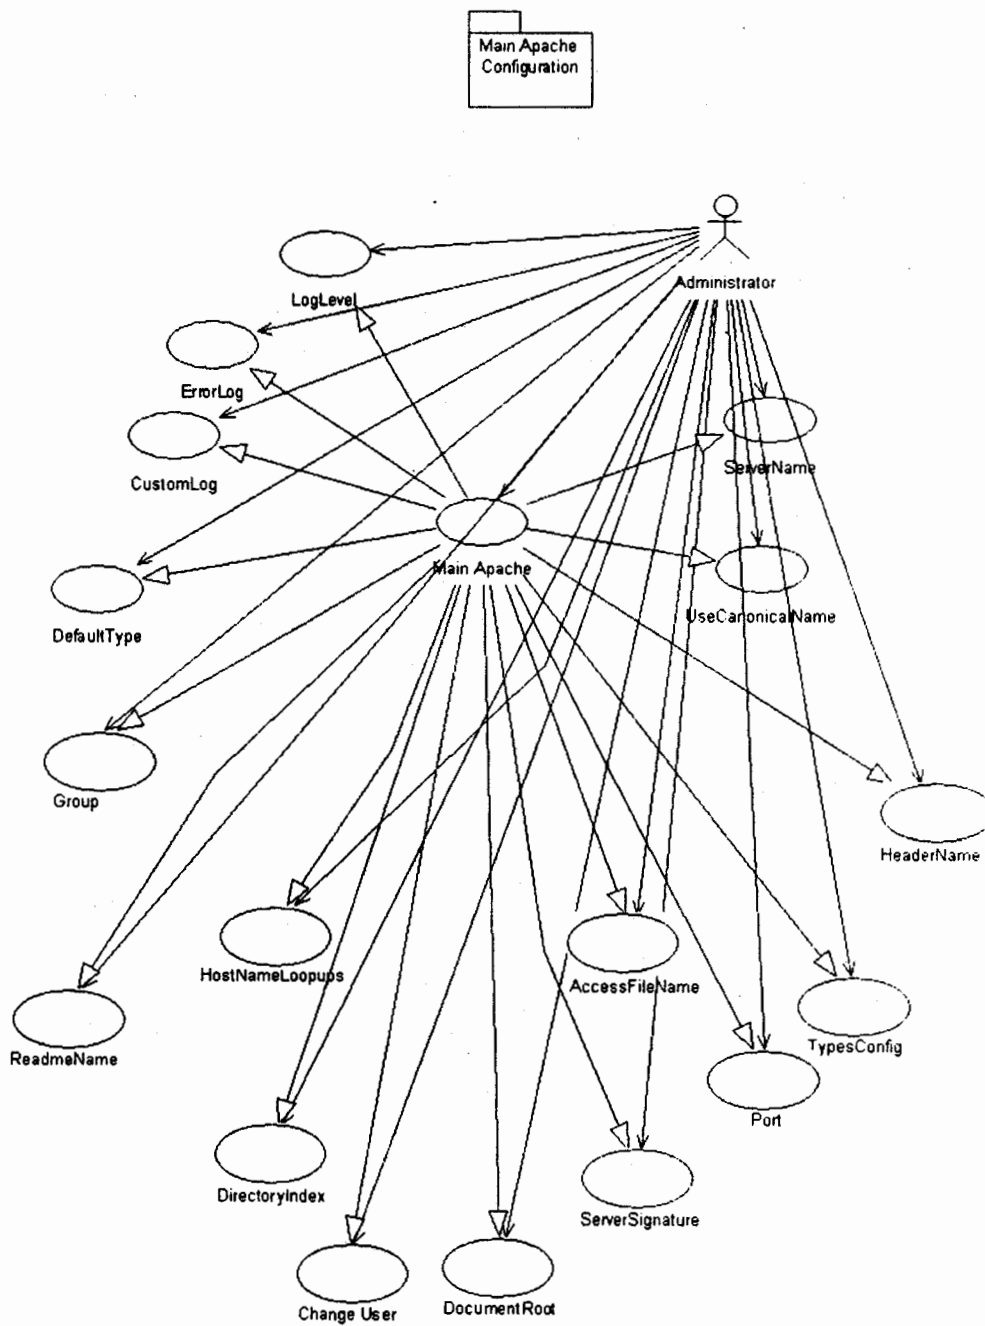 Main Apache
Configuration
Administrator
LogLevel
ErrorLog
CustomLog
ServerName
Main Apache
DefaultType
UseCanonicalName
Group
HeaderName
HostNameLoopups
AccessFileName
ReadmeName
TypesConfig
Port
DirectoryIndex
ServerSignature
Change User
DocumentRoot